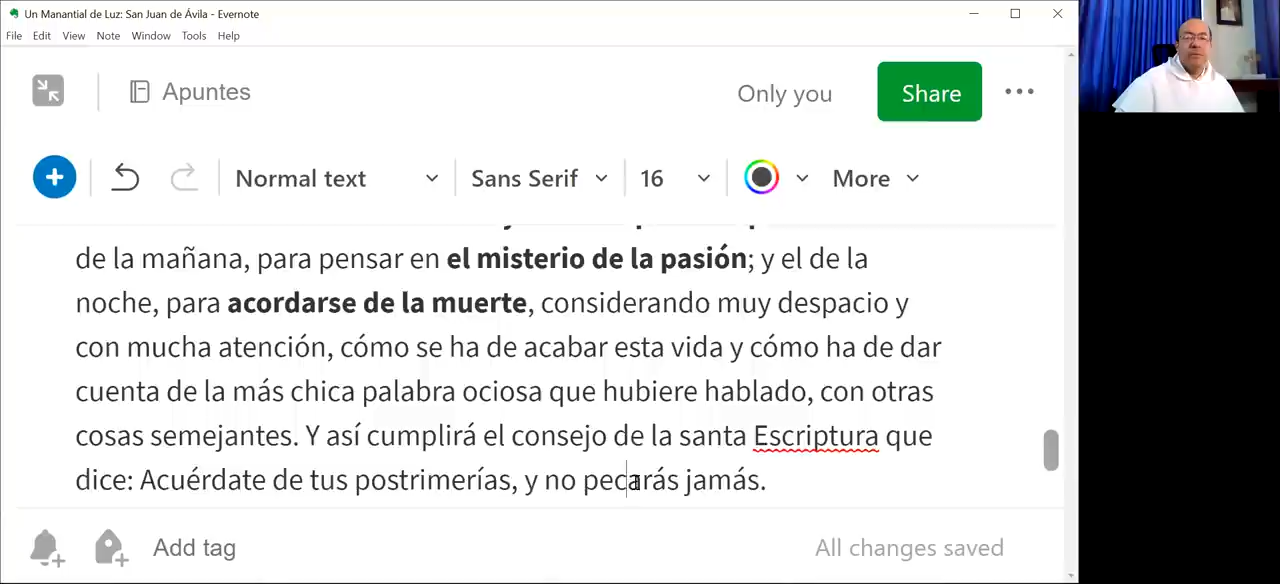 Un Manantial de Luz: San Juan de Ávila - Evernote
File Edit View Note Window Tools Help
Apuntes
Only you
Share
Normal text
Sans Serif
16
More
de la mañana, para pensar en el misterio de la pasión; y el de la
noche, para acordarse de la muerte, considerando muy despacio y
con mucha atención, cómo se ha de acabar esta vida y cómo ha de dar
cuenta de la más chica palabra ociosa que hubiere hablado, con otras
cosas semejantes. Y así cumplirá el consejo de la santa Escriptura que
dice: Acuérdate de tus postrimerías, y no pecarás jamás.
Add tag
All changes saved